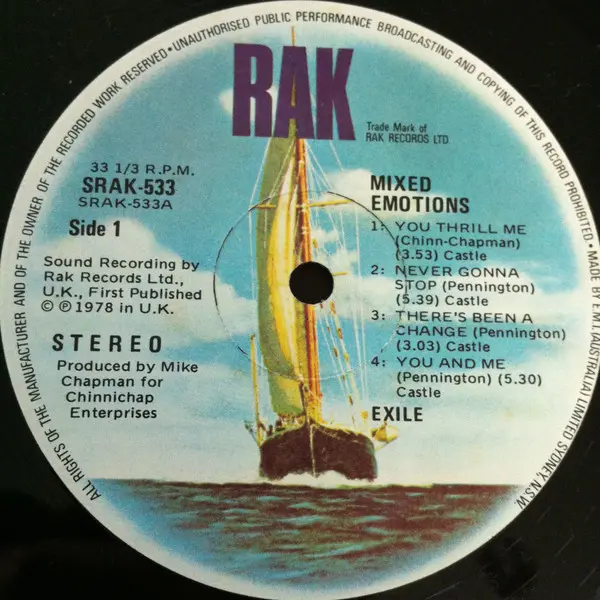 ALL RIGHTS OF THE MANUFACTURER AND OF THE OWNER OF THE RECORDED WORK RESERVED • UNAUTHORISED PUBLIC PERFORMANCE BROADCASTING AND COPYING OF THIS RECORD PROHIBITED. • MADE BY E.M.I. (AUSTRALIA) LIMITED SYDNEY, N.S.W.
RAK
Trade Mark of
RAK RECORDS LTD.
33 1/3 R.P.M.
SRAK-533
SRAK-533A
Side 1
Sound Recording by
Rak Records Ltd.,
U.K., First Published
© ℗ 1978 in U.K.
STEREO
Produced by Mike
Chapman for
Chinnichap
Enterprises
MIXED
EMOTIONS
1: YOU THRILL ME
(Chinn-Chapman)
(3.53) Castle
2: NEVER GONNA
STOP (Pennington)
(5.39) Castle
3: THERE'S BEEN A
CHANGE (Pennington)
(3.03) Castle
4: YOU AND ME
(Pennington) (5.30)
Castle
EXILE